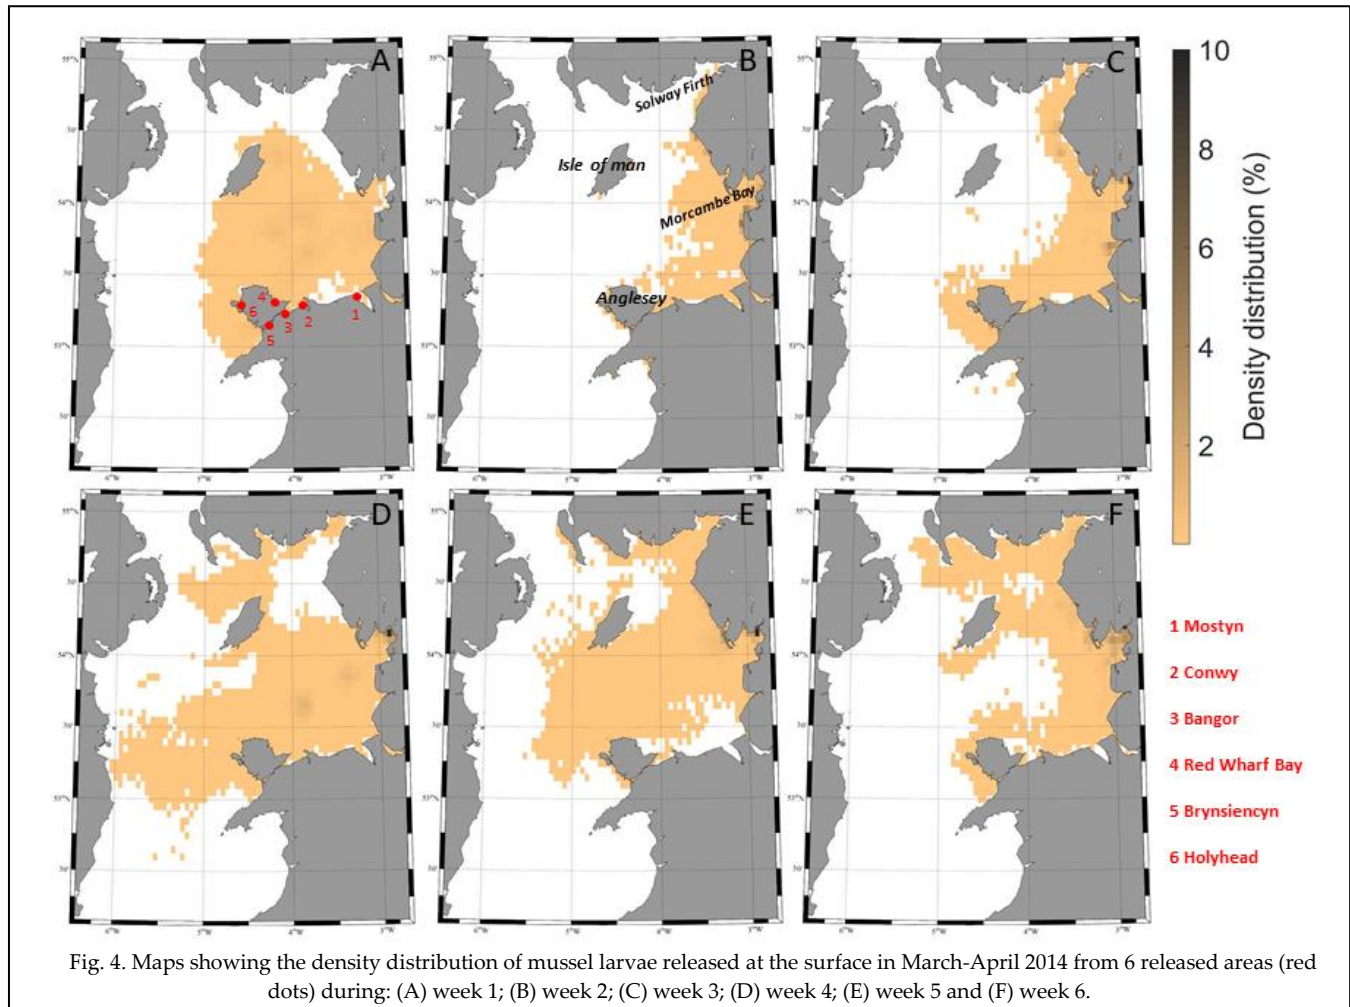 A
B
C
Solway Firth
Isle of man
Morcambe Bay
Anglesey
1
2
3
4
5
6
10
8
6
4
2
Density distribution (%)
D
E
F
1 Mostyn
2 Conwy
3 Bangor
4 Red Wharf Bay
5 Brynsiencyn
6 Holyhead
Fig. 4. Maps showing the density distribution of mussel larvae released at the surface in March-April 2014 from 6 released areas (red
dots) during: (A) week 1; (B) week 2; (C) week 3; (D) week 4; (E) week 5 and (F) week 6.